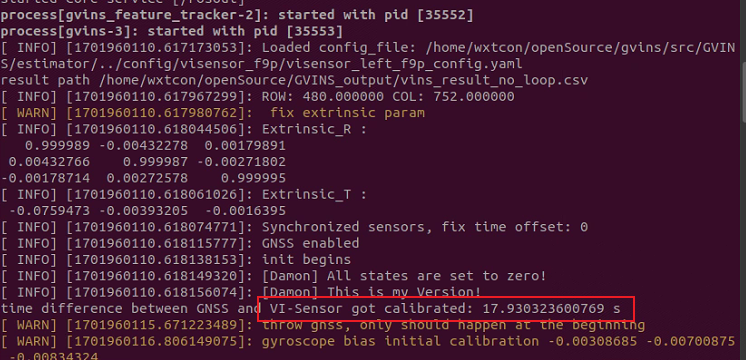 started core service [/rosout]
process[gvins_feature_tracker-2]: started with pid [35552]
process[gvins-3]: started with pid [35553]
[ INFO] [1701960110.617173053]: Loaded config_file: /home/wxtcon/openSource/gvins/src/GVIN
S/estimator/../config/visensor_f9p/visensor_left_f9p_config.yaml
result path /home/wxtcon/openSource/GVINS_output/vins_result_no_loop.csv
[ INFO] [1701960110.617967299]: ROW: 480.000000 COL: 752.000000
[ WARN] [1701960110.617980762]:  fix extrinsic param
[ INFO] [1701960110.618044506]: Extrinsic_R :
   0.999989 -0.00432278  0.00179891
 0.00432766    0.999987 -0.00271802
-0.00178714  0.00272578    0.999995
[ INFO] [1701960110.618061026]: Extrinsic_T :
 -0.0759473 -0.00393205  -0.0016395
[ INFO] [1701960110.618074771]: Synchronized sensors, fix time offset: 0
[ INFO] [1701960110.618115777]: GNSS enabled
[ INFO] [1701960110.618138153]: init begins
[ INFO] [1701960110.618149320]: [Damon] All states are set to zero!
[ INFO] [1701960110.618156074]: [Damon] This is my Version!
time difference between GNSS and VI-Sensor got calibrated: 17.930323600769 s
[ WARN] [1701960115.671223489]: throw gnss, only should happen at the beginning
[ WARN] [1701960116.806149075]: gyroscope bias initial calibration -0.00308685 -0.00700875
 -0.00834324